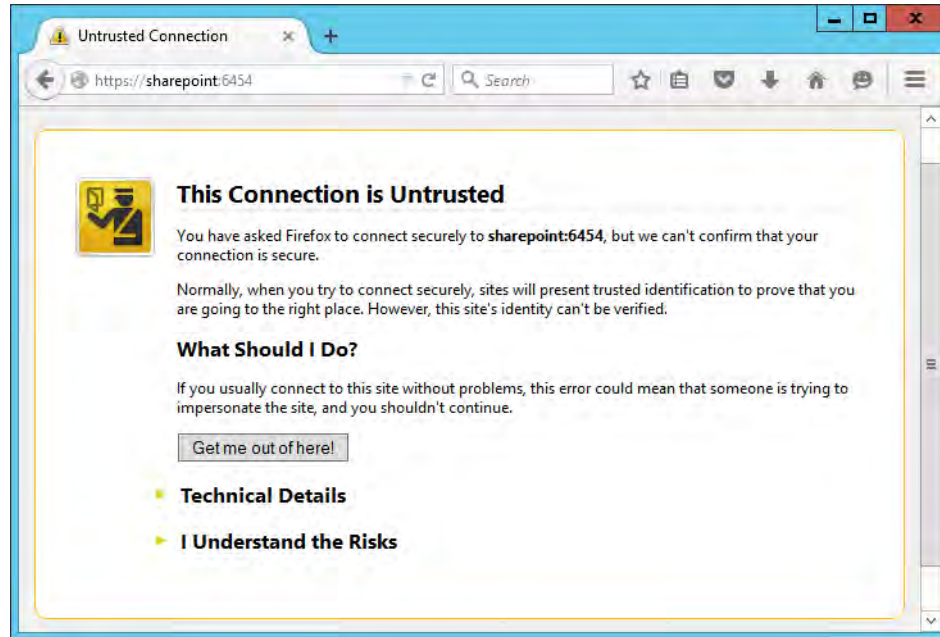 Untrusted Connection
https://sharepoint:6454
Search
This Connection is Untrusted
You have asked Firefox to connect securely to sharepoint:6454, but we can't confirm that your
connection is secure.
Normally, when you try to connect securely, sites will present trusted identification to prove that you
are going to the right place. However, this site's identity can't be verified.
What Should I Do?
If you usually connect to this site without problems, this error could mean that someone is trying to
impersonate the site, and you shouldn't continue.
Get me out of here!
Technical Details
I Understand the Risks